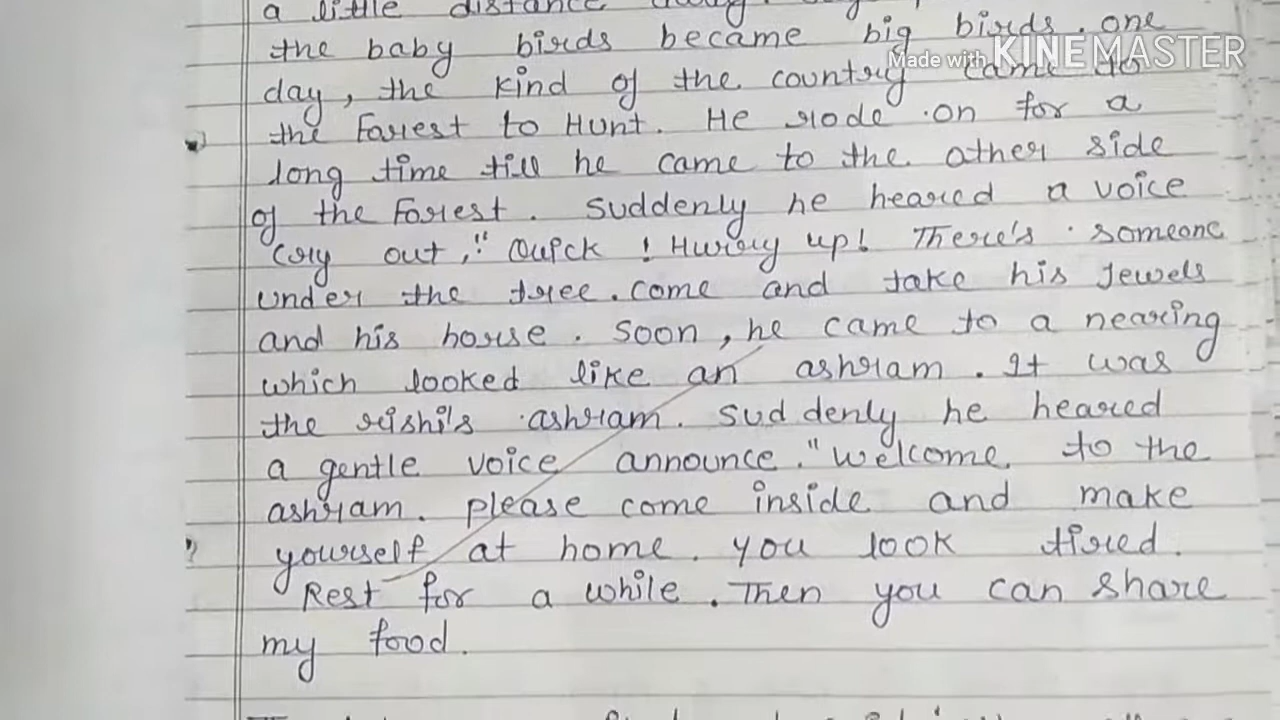 a little distance
the baby birds became big birds. one
Made with KINEMASTER
day, the kind of the country came to
the Forest to Hunt. He rode on for a
long time till he came to the other side
of the Forest. Suddenly he heared a voice
Cry out, " Quick ! Hurry up! There's someone
under the tree. come and take his Jewels
and his horse. Soon, he came to a nearing
which looked like an ashram. It was
the rishi's ashram. Suddenly he heared
a gentle voice announce. "Welcome to the
ashram. please come inside and make
yourself at home. you look tired.
Rest for a while. Then you can share
my food.